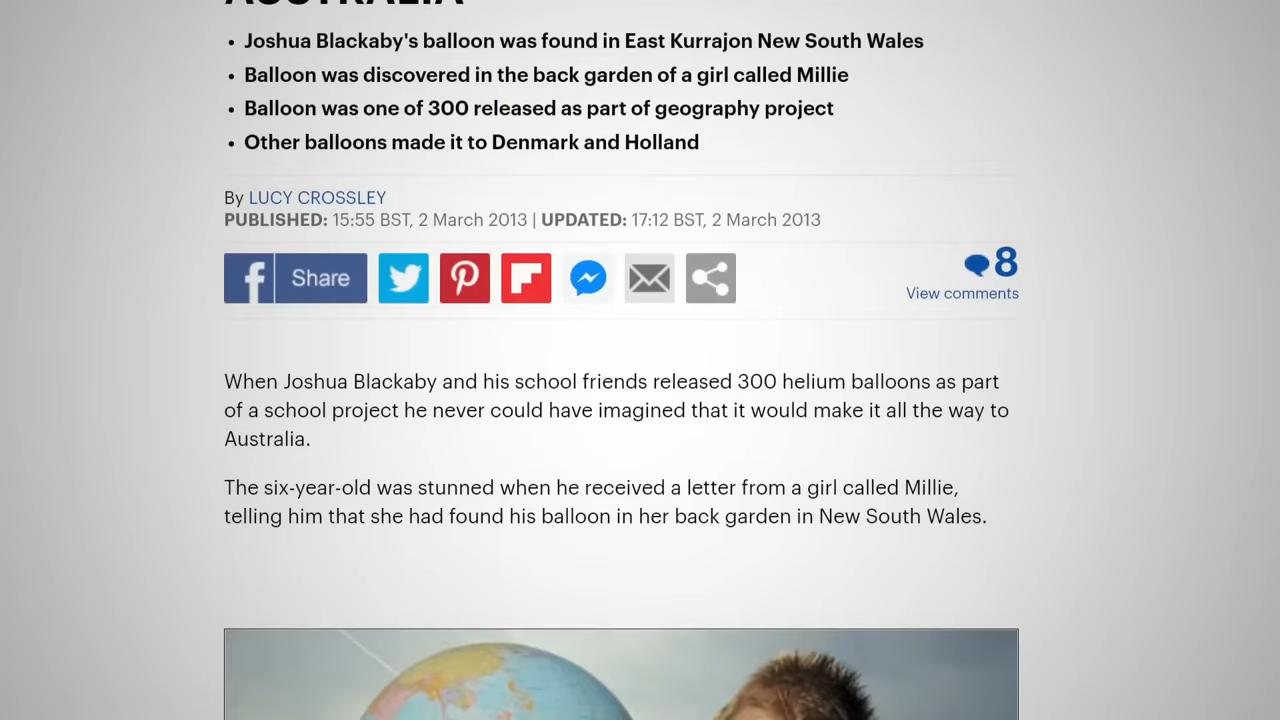 AUSTRALIA
• Joshua Blackaby's balloon was found in East Kurrajon New South Wales
• Balloon was discovered in the back garden of a girl called Millie
• Balloon was one of 300 released as part of geography project
• Other balloons made it to Denmark and Holland
By LUCY CROSSLEY
PUBLISHED: 15:55 BST, 2 March 2013 | UPDATED: 17:12 BST, 2 March 2013
f Share
8
View comments
When Joshua Blackaby and his school friends released 300 helium balloons as part
of a school project he never could have imagined that it would make it all the way to
Australia.
The six-year-old was stunned when he received a letter from a girl called Millie,
telling him that she had found his balloon in her back garden in New South Wales.